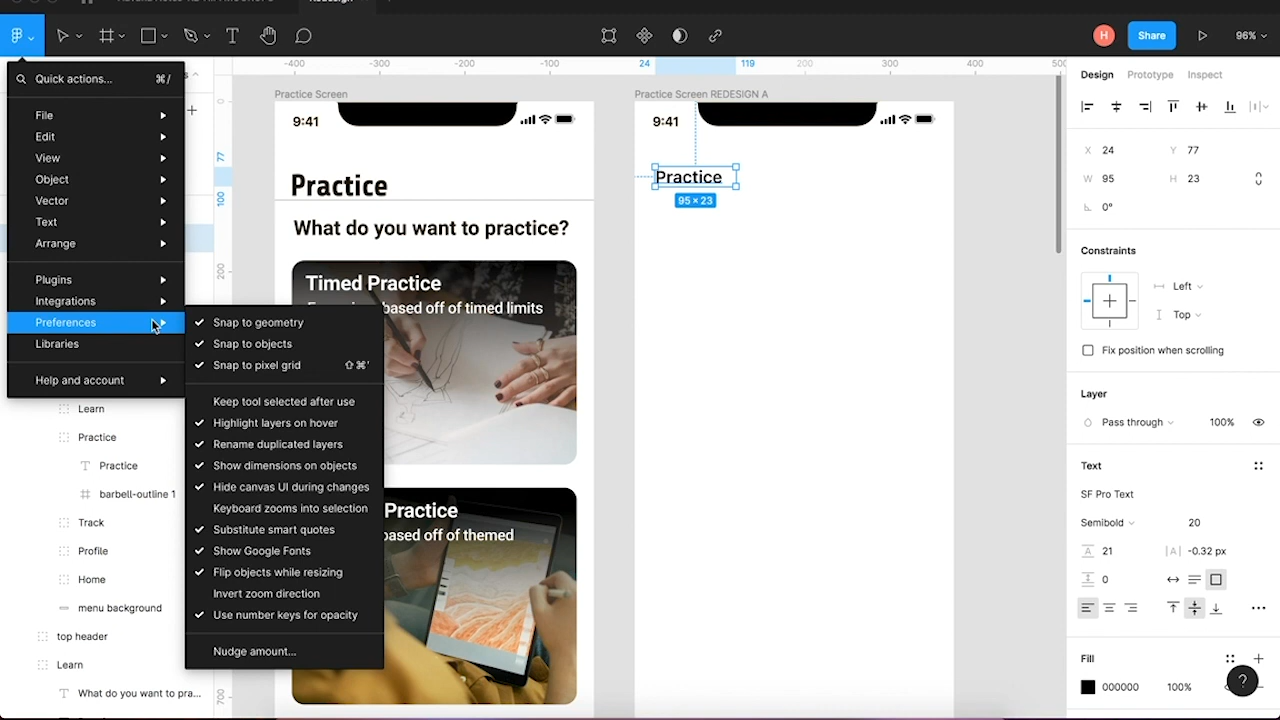 Redesign
Share
96%
Quick actions... ⌘/
File
Edit
View
Object
Vector
Text
Arrange
Plugins
Integrations
Preferences
Libraries
Help and account
Snap to geometry
Snap to objects
Snap to pixel grid ⇧⌘'
Keep tool selected after use
Highlight layers on hover
Rename duplicated layers
Show dimensions on objects
Hide canvas UI during changes
Keyboard zooms into selection
Substitute smart quotes
Show Google Fonts
Flip objects while resizing
Invert zoom direction
Use number keys for opacity
Nudge amount...
Learn
Practice
Practice
barbell-outline 1
Track
Profile
Home
menu background
top header
Learn
What do you want to pra...
-400 -300 -200 -100 24 119 200 300 400 500
0
77
100
200
700
Practice Screen
9:41
Practice
What do you want to practice?
Timed Practice
based off of timed limits
Practice
based off of themed
Practice Screen REDESIGN A
9:41
Practice
95 × 23
H
Design Prototype Inspect
X 24 Y 77
W 95 H 23
0°
Constraints
Left
Top
Fix position when scrolling
Layer
Pass through 100%
Text
SF Pro Text
Semibold 20
21 -0.32 px
0
Fill
000000 100%
?